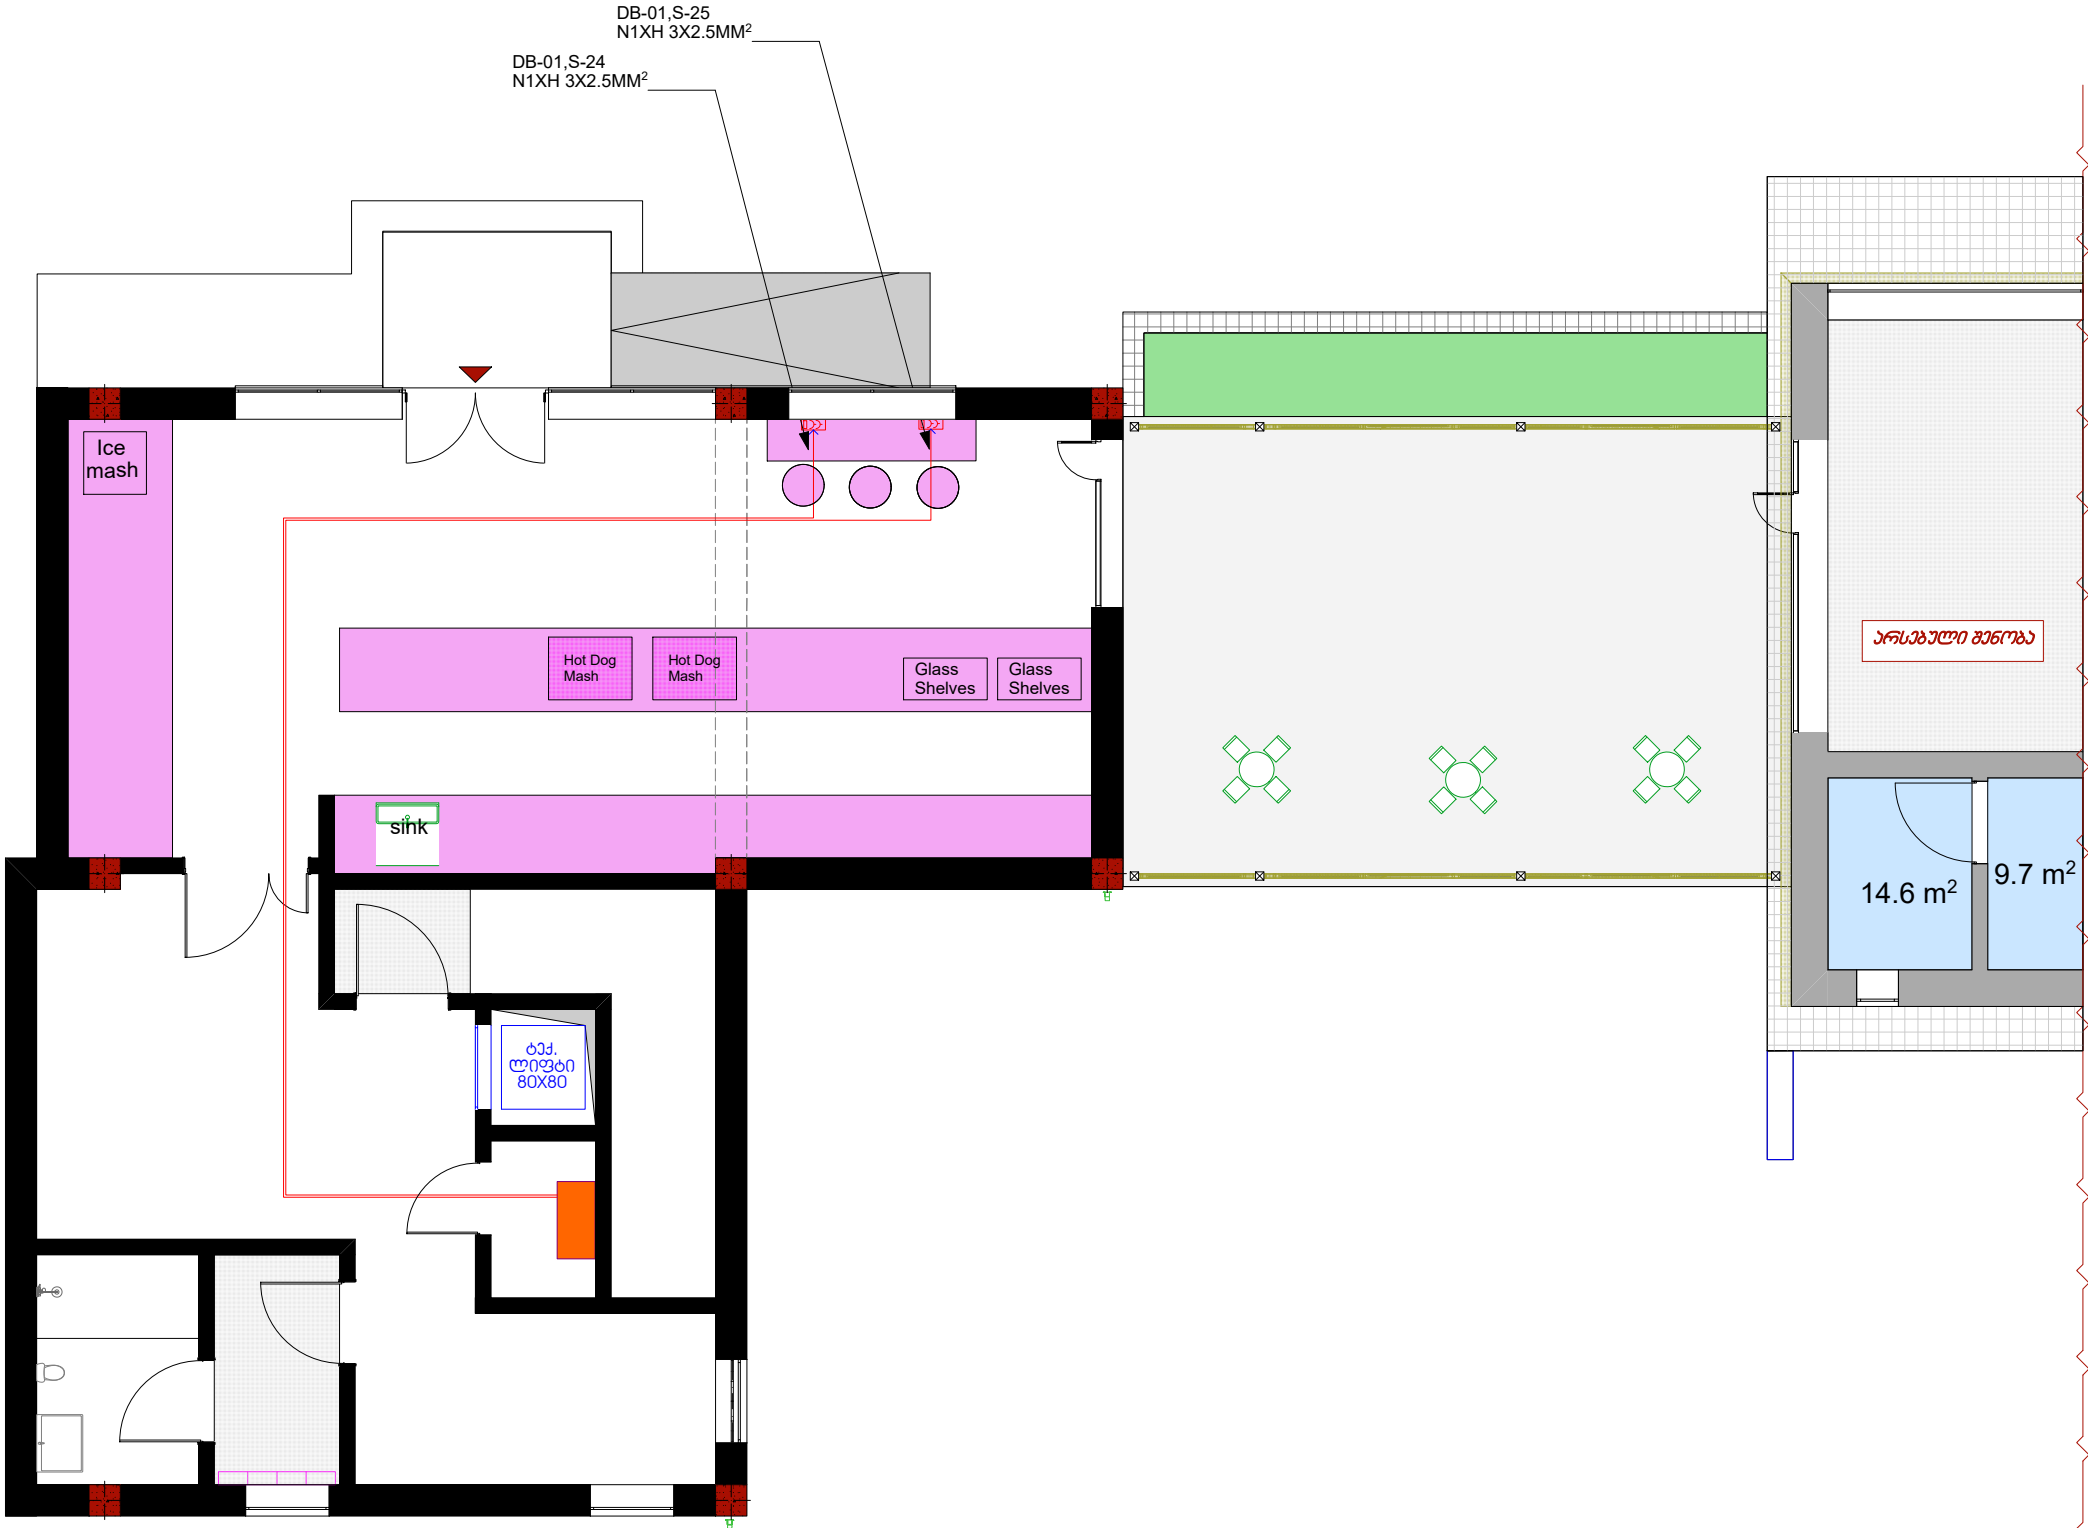 DB-01,S-25
N1XH 3X2.5MM²
DB-01,S-24
N1XH 3X2.5MM²
Ice
mash
Hot Dog
Mash
Hot Dog
Mash
Glass
Shelves
Glass
Shelves
არსებული შენობა
sink
14.6 m²
9.7 m²
ტექ.
ლიფტი
80X80